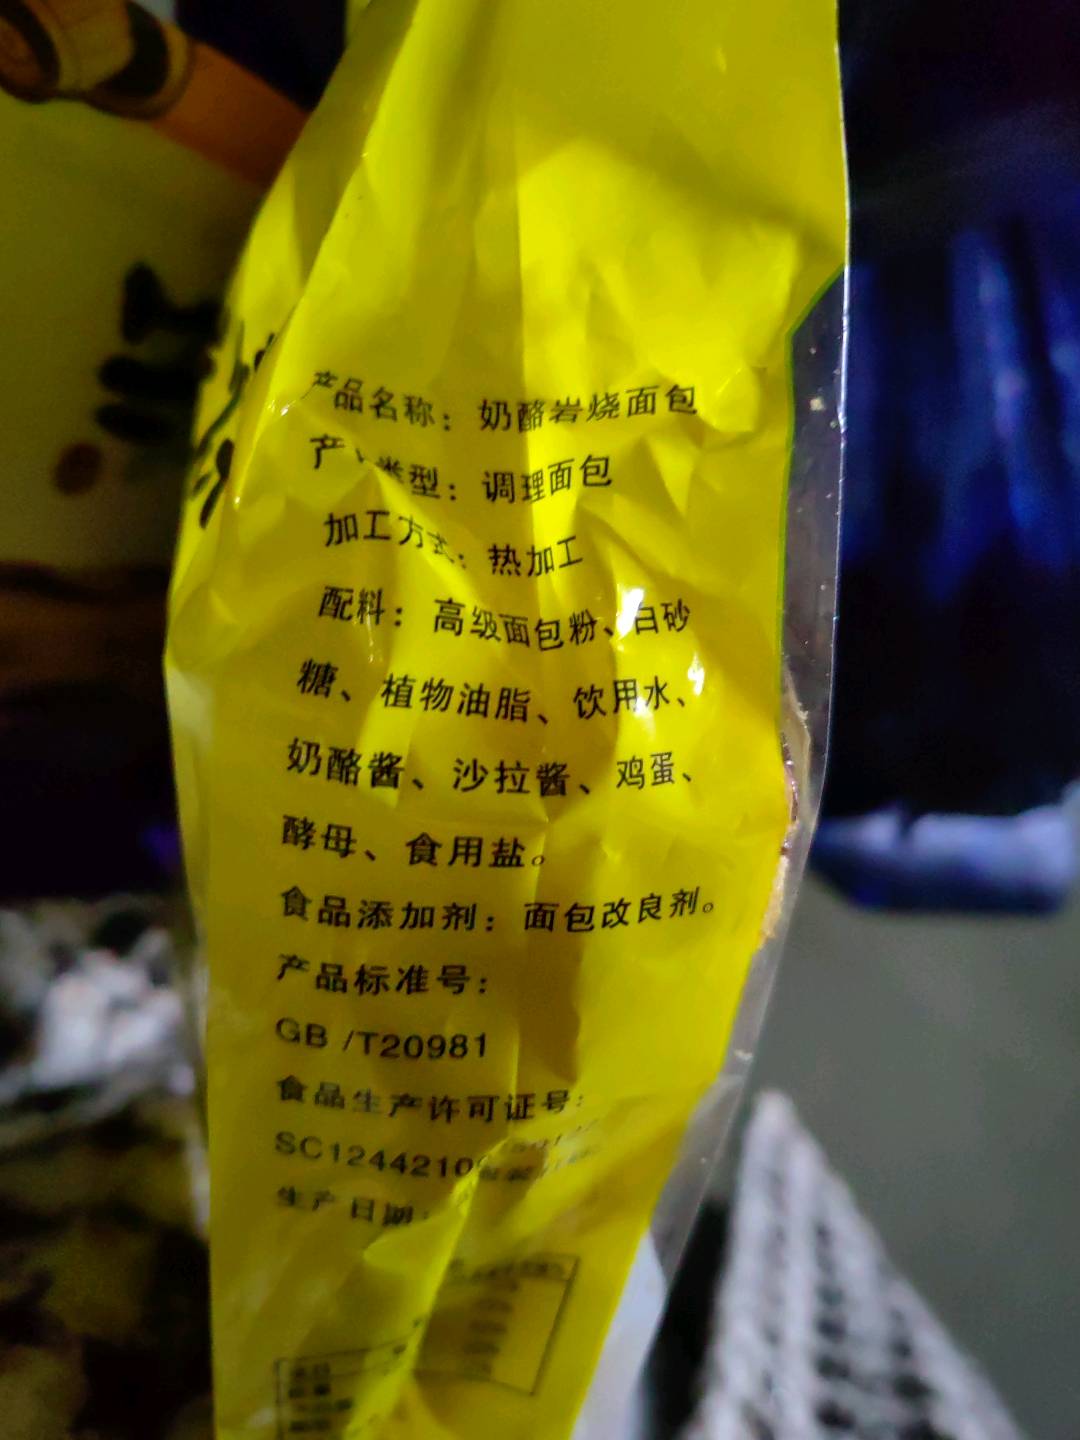 产品名称：奶酪岩烧面包
产 类型：调理面包
加工方式：热加工
配料：高级面包粉、白砂
糖、植物油脂、饮用水、
奶酪酱、沙拉酱、鸡蛋、
酵母、食用盐。
食品添加剂：面包改良剂。
产品标准号：
GB /T20981
食品生产许可证号：
SC1244210
生产日期：